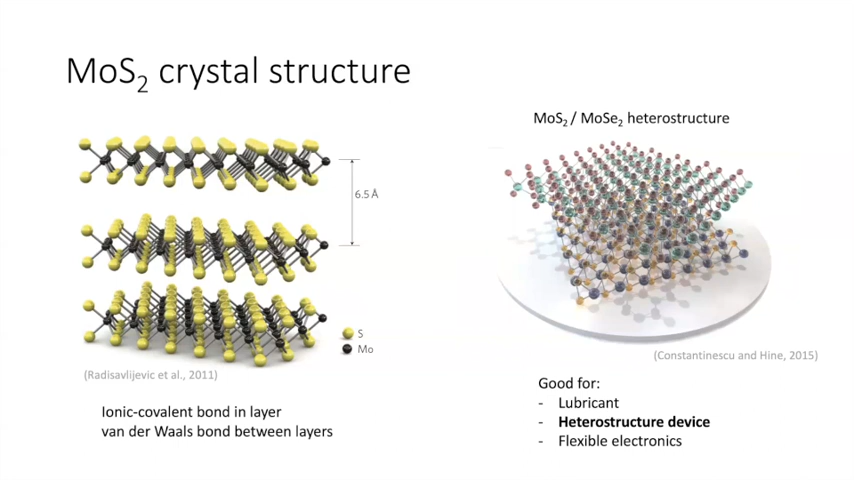 MoS₂ crystal structure
MoS₂ / MoSe₂ heterostructure
6.5 Å
S
Mo
(Radisavlijevic et al., 2011)
(Constantinescu and Hine, 2015)
Ionic-covalent bond in layer
van der Waals bond between layers
Good for:
- Lubricant
- Heterostructure device
- Flexible electronics